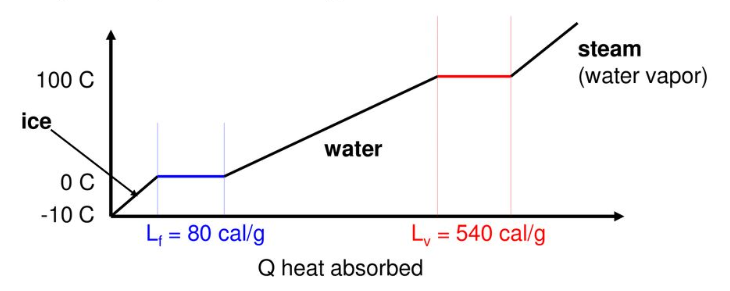 steam
(water vapor)
100 C
ice
water
0 C
-10 C
Lf = 80 cal/g
Lv = 540 cal/g
Q heat absorbed